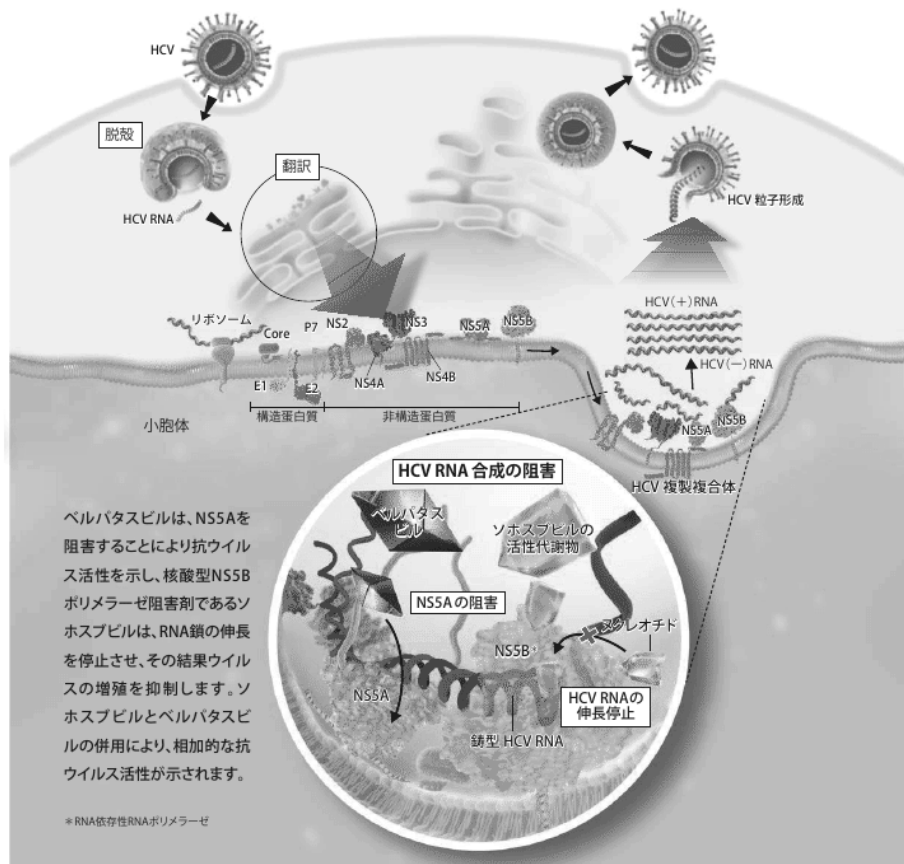 HCV
脱殻
HCV RNA
翻訳
HCV 粒子形成
HCV(+)RNA
HCV(－)RNA
リボソーム
Core
P7
NS2
NS3
NS5A
NS5B
E1
E2
NS4A
NS4B
構造蛋白質
非構造蛋白質
小胞体
NS5A
NS5B
HCV 複製複合体
HCV RNA 合成の阻害
ベルパタス
ビル
ソホスブビルの
活性代謝物
NS5Aの阻害
NS5B*
ヌクレオチド
NS5A
HCV RNAの
伸長停止
鋳型 HCV RNA
ベルパタスビルは、NS5Aを
阻害することにより抗ウイル
ス活性を示し、核酸型NS5B
ポリメラーゼ阻害剤であるソ
ホスブビルは、RNA鎖の伸長
を停止させ、その結果ウイル
スの増殖を抑制します。ソ
ホスブビルとベルパタスビ
ルの併用により、相加的な抗
ウイルス活性が示されます。
＊RNA依存性RNAポリメラーゼ